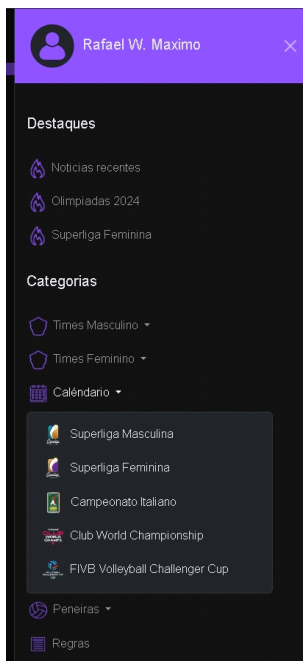 Rafael W. Maximo
Destaques
Noticias recentes
Olimpiadas 2024
Superliga Feminina
Categorias
Times Masculino
Times Feminino
Caléndario
Superliga Masculina
Superliga Feminina
Campeonato Italiano
Club World Championship
FIVB Volleyball Challenger Cup
Peneiras
Regras